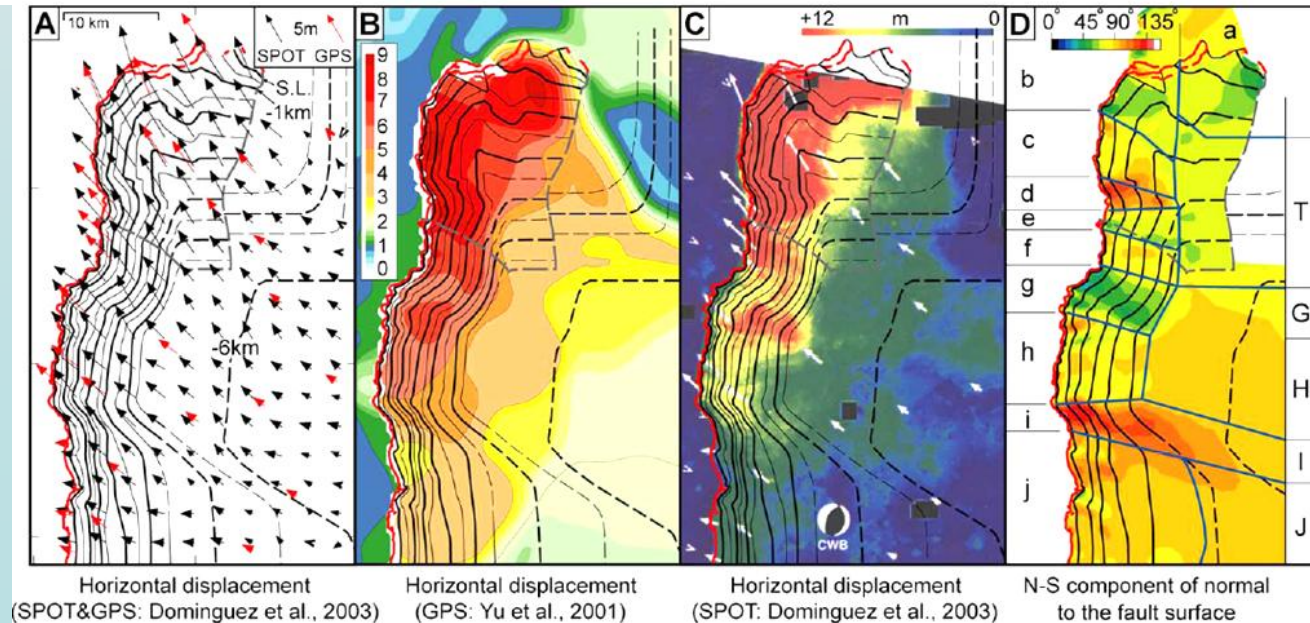 A
10 km
5m
SPOT GPS
S.L.
-1km
-6km
Horizontal displacement
(SPOT&GPS: Dominguez et al., 2003)
B
9
8
7
6
5
4
3
2
1
0
Horizontal displacement
(GPS: Yu et al., 2001)
C
+12 m 0
CWB
Horizontal displacement
(SPOT: Dominguez et al., 2003)
D
0° 45° 90° 135°
a
b
c
d
e
f
g
h
i
j
T
G
H
I
J
N-S component of normal
to the fault surface